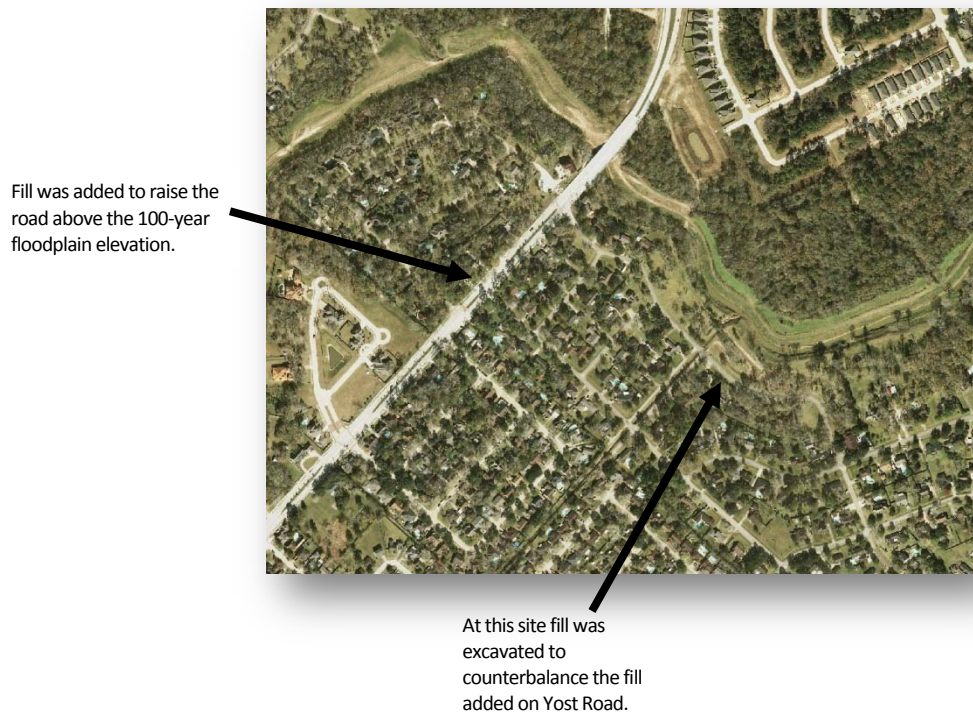 Fill was added to raise the
road above the 100-year
floodplain elevation.
At this site fill was
excavated to
counterbalance the fill
added on Yost Road.